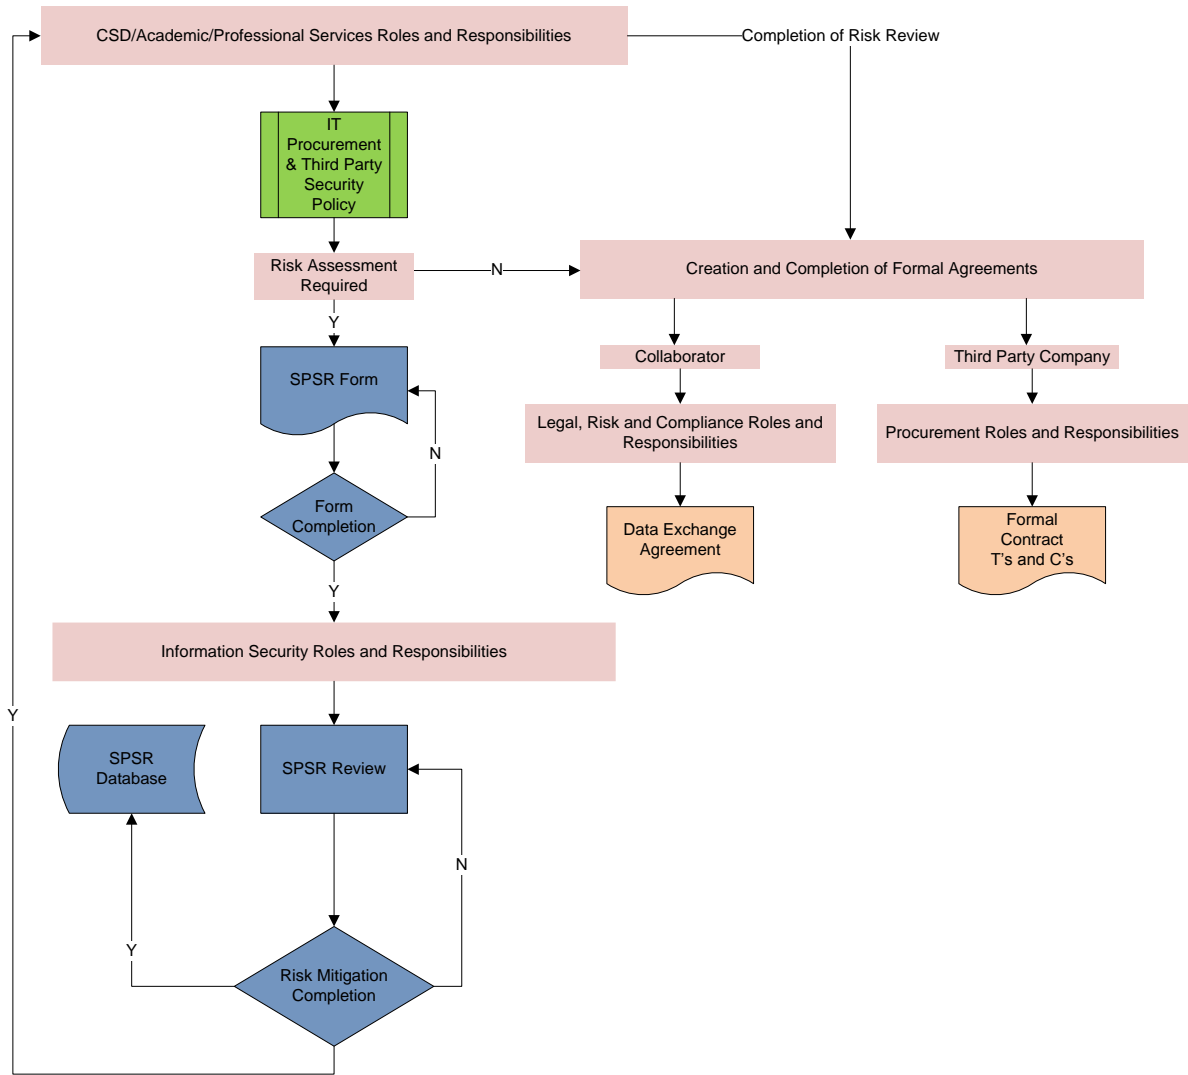 CSD/Academic/Professional Services Roles and Responsibilities
Completion of Risk Review
IT
Procurement
& Third Party
Security
Policy
Risk Assessment
Required
N
Creation and Completion of Formal Agreements
Y
SPSR Form
N
Form
Completion
Y
Collaborator
Third Party Company
Legal, Risk and Compliance Roles and
Responsibilities
Procurement Roles and Responsibilities
Data Exchange
Agreement
Formal
Contract
T's and C's
Information Security Roles and Responsibilities
Y
SPSR
Database
SPSR Review
N
Y
Risk Mitigation
Completion